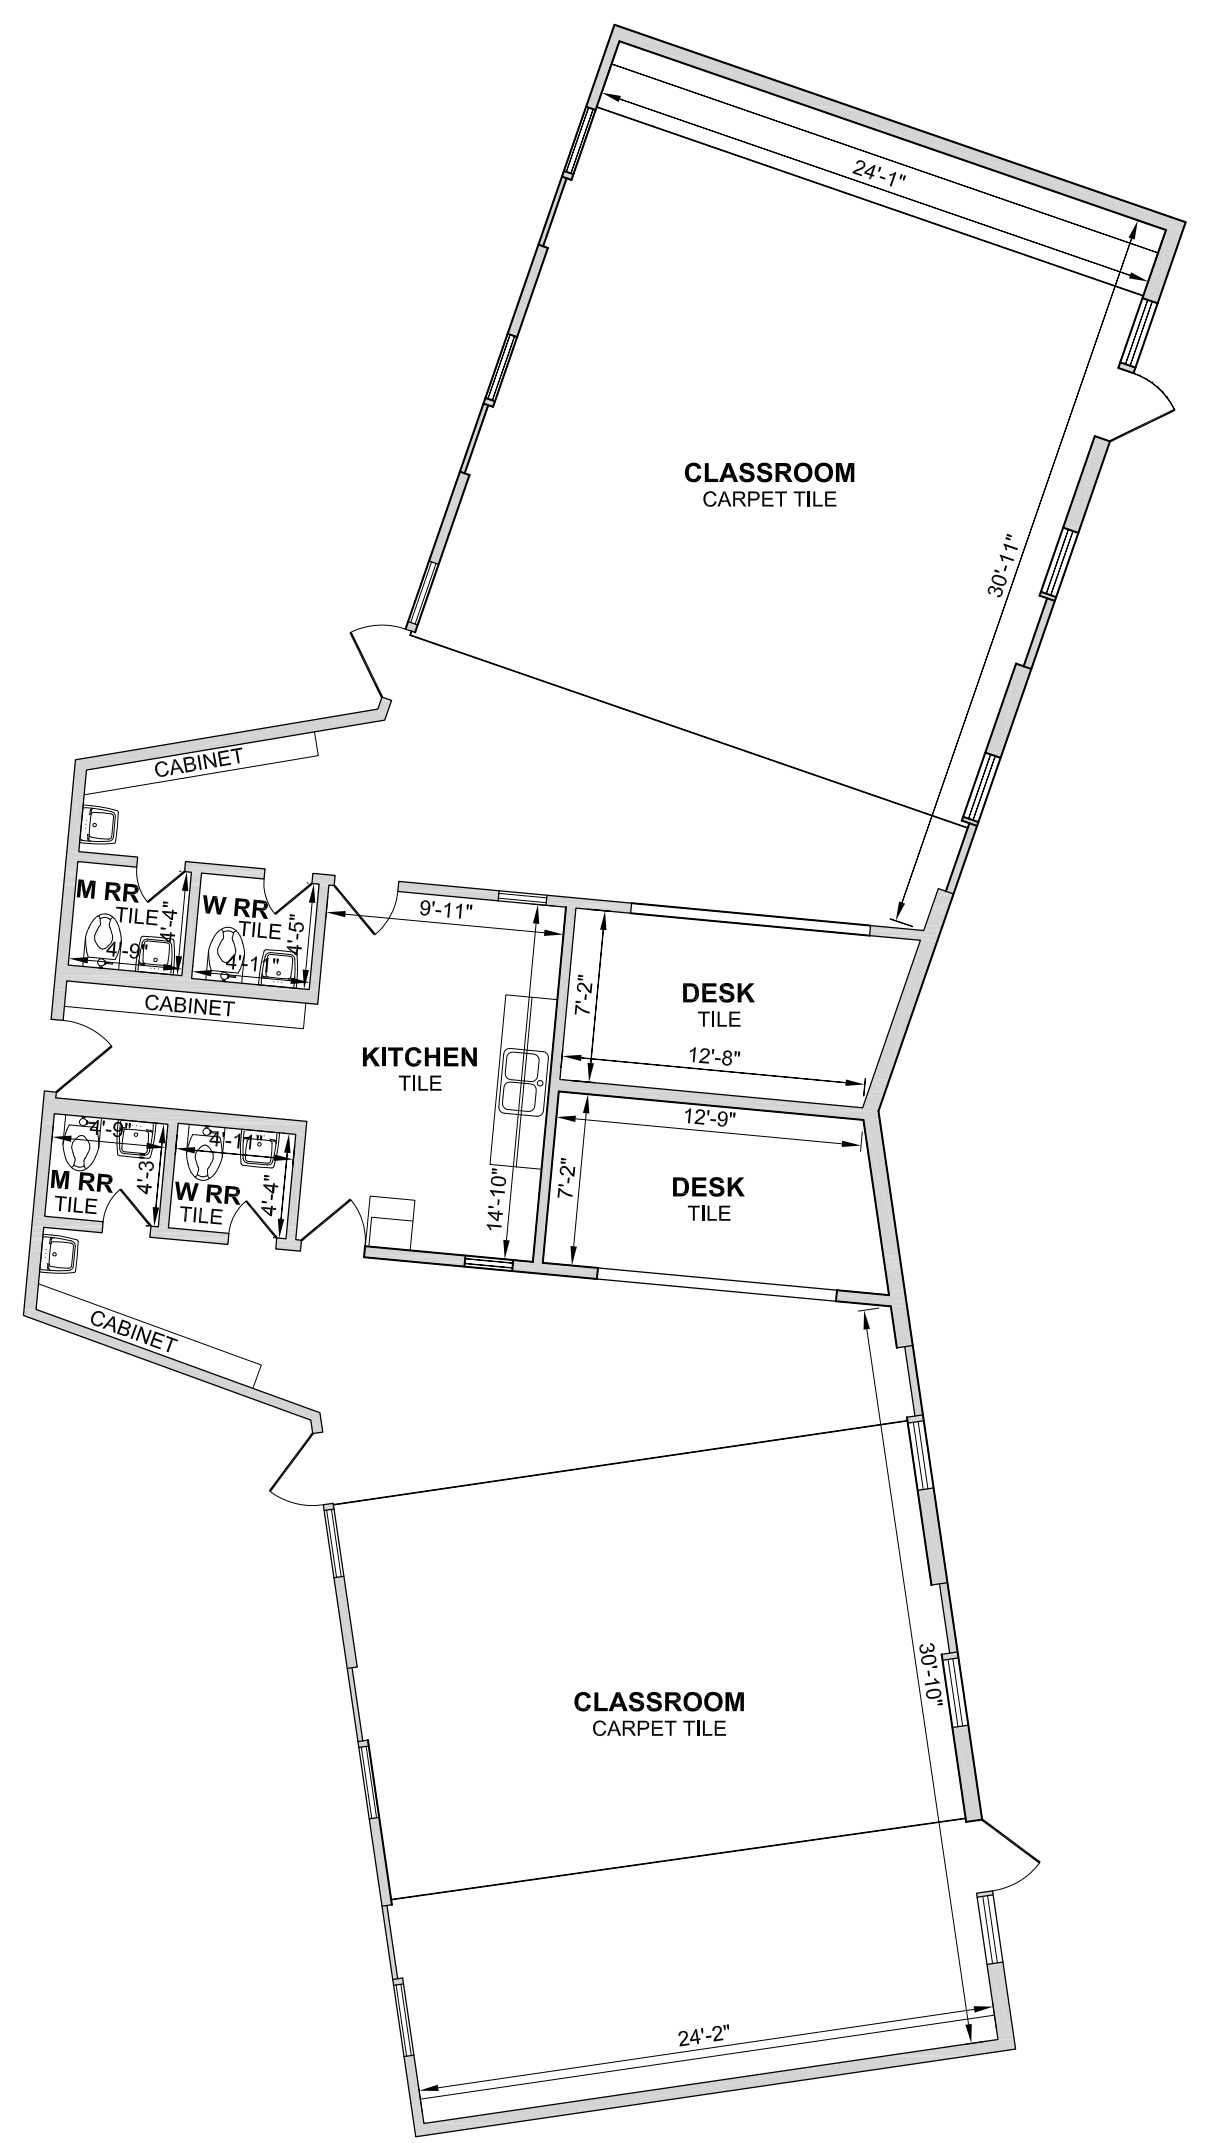 24'-1"
CLASSROOM
CARPET TILE
30'-11"
CABINET
M RR
TILE
4'-4"
4'-9"
W RR
TILE
4'-5"
4'-11"
9'-11"
CABINET
KITCHEN
TILE
14'-10"
7'-2"
DESK
TILE
12'-8"
12'-9"
7'-2"
DESK
TILE
4'-9"
4'-3"
M RR
TILE
4'-11"
4'-4"
W RR
TILE
CABINET
30'-10"
CLASSROOM
CARPET TILE
24'-2"